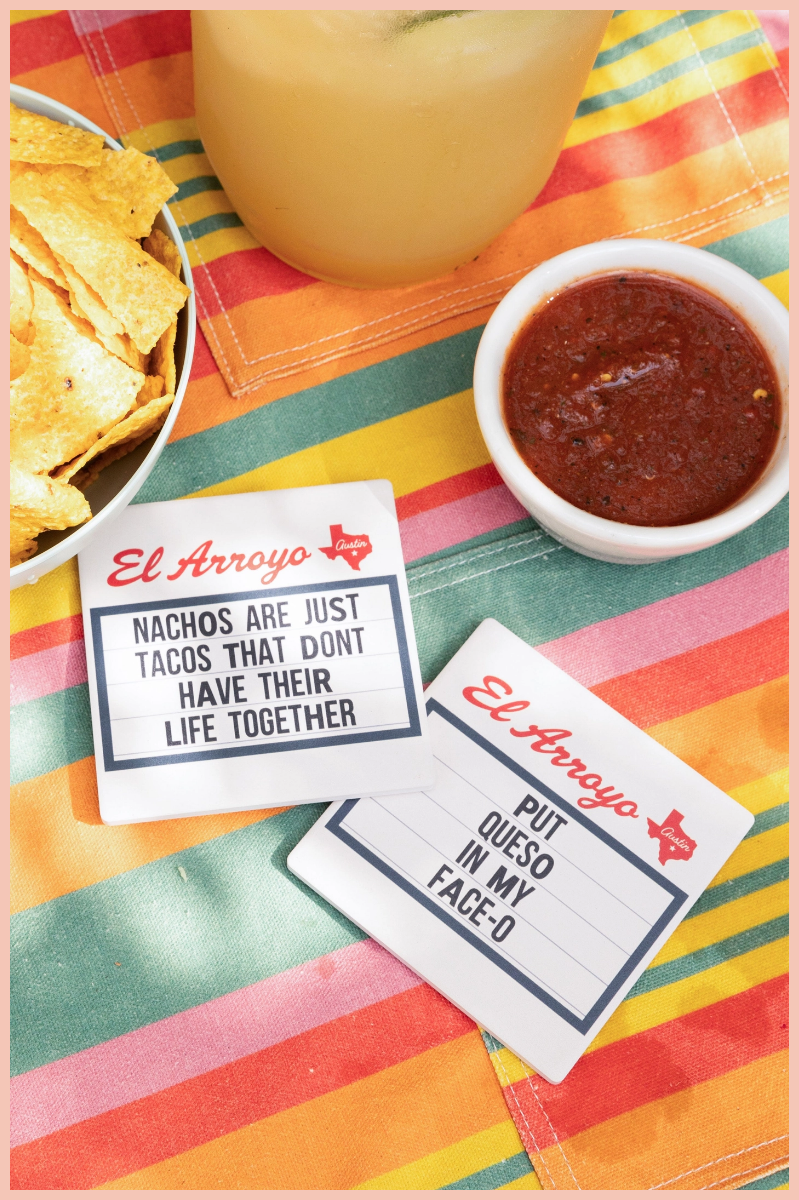 El Arroyo
Austin
NACHOS ARE JUST
TACOS THAT DONT
HAVE THEIR
LIFE TOGETHER
El Arroyo
Austin
PUT
QUESO
IN MY
FACE-O